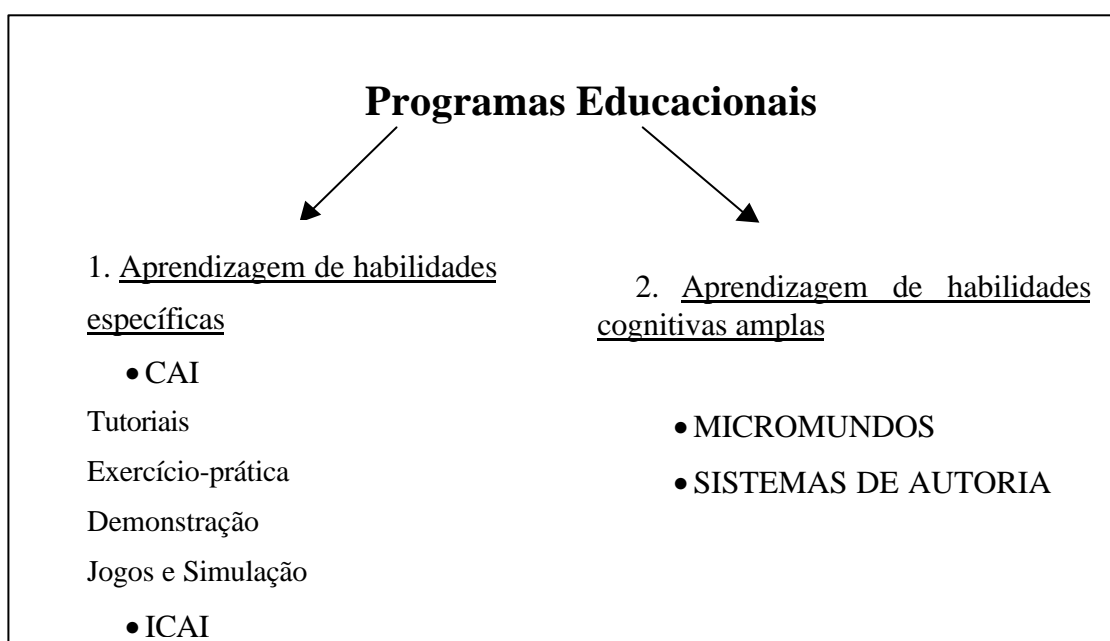 Programas Educacionais
1. Aprendizagem de habilidades
específicas
• CAI
Tutoriais
Exercício-prática
Demonstração
Jogos e Simulação
• ICAI
2. Aprendizagem de habilidades
cognitivas amplas
• MICROMUNDOS
• SISTEMAS DE AUTORIA